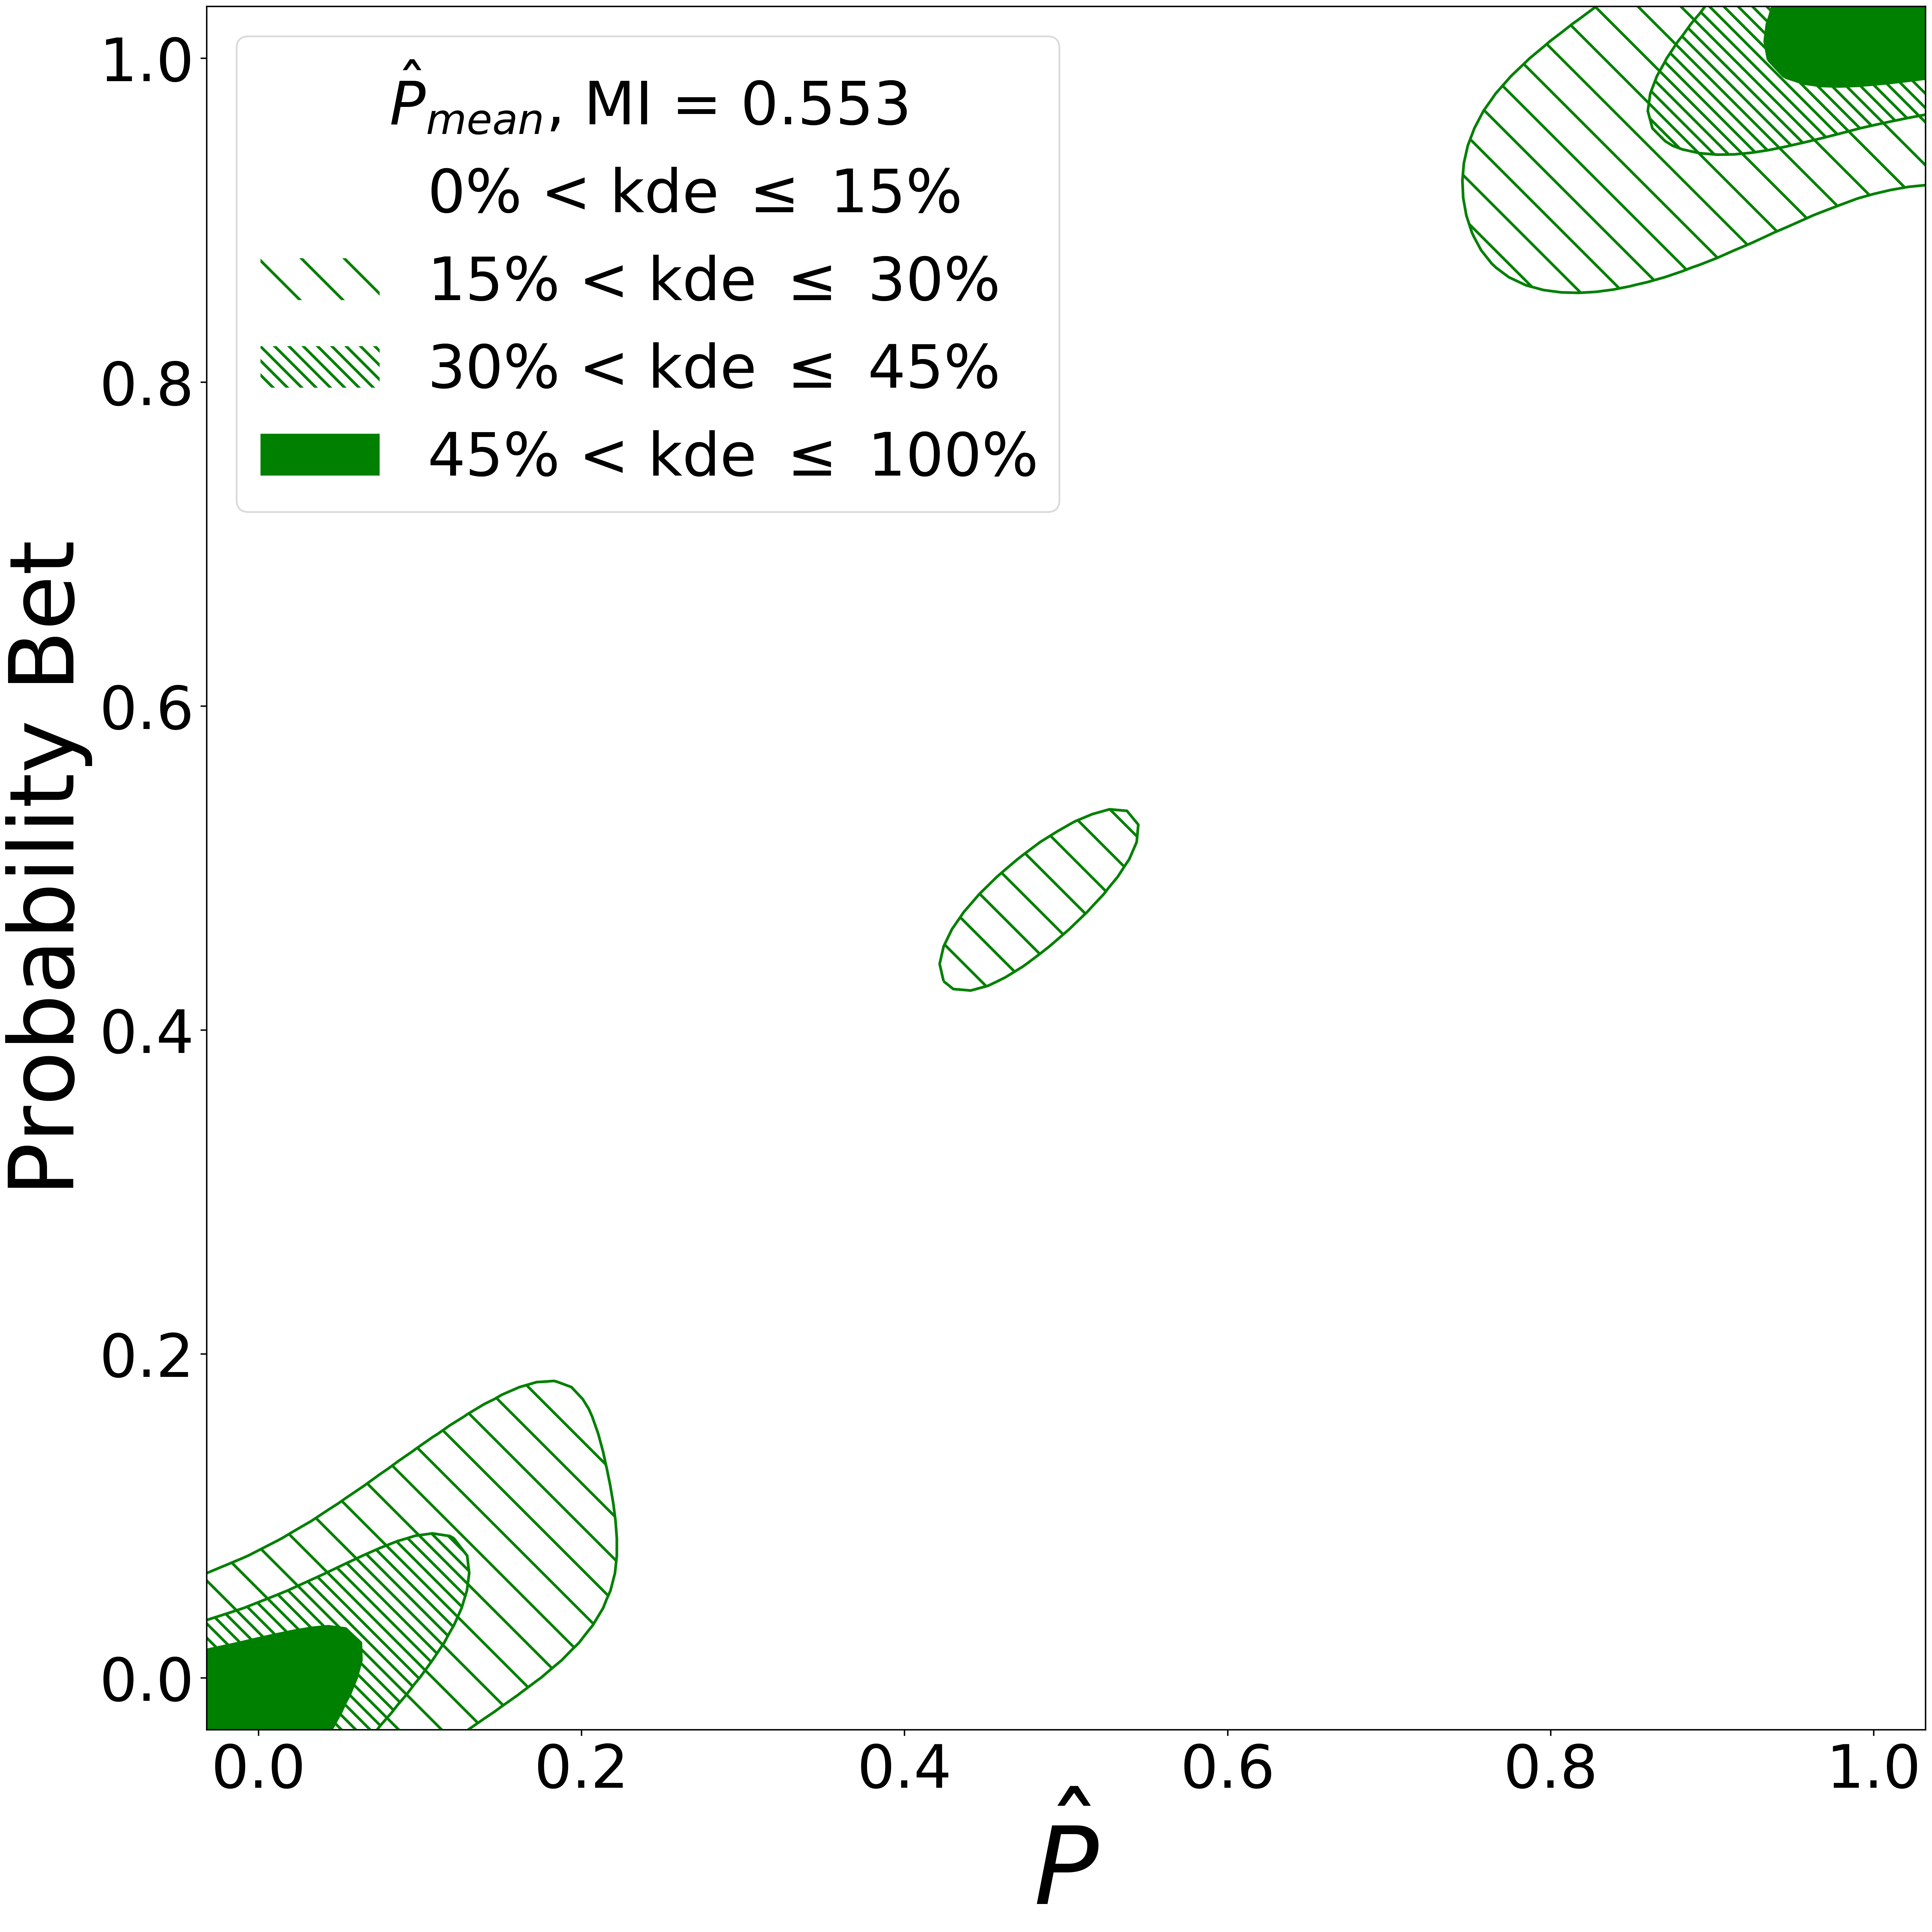 P̂mean, MI = 0.553
0% < kde ≤ 15%
15% < kde ≤ 30%
30% < kde ≤ 45%
45% < kde ≤ 100%
Probability Bet
1.0
0.8
0.6
0.4
0.2
0.0
0.0 0.2 0.4 0.6 0.8 1.0
P̂